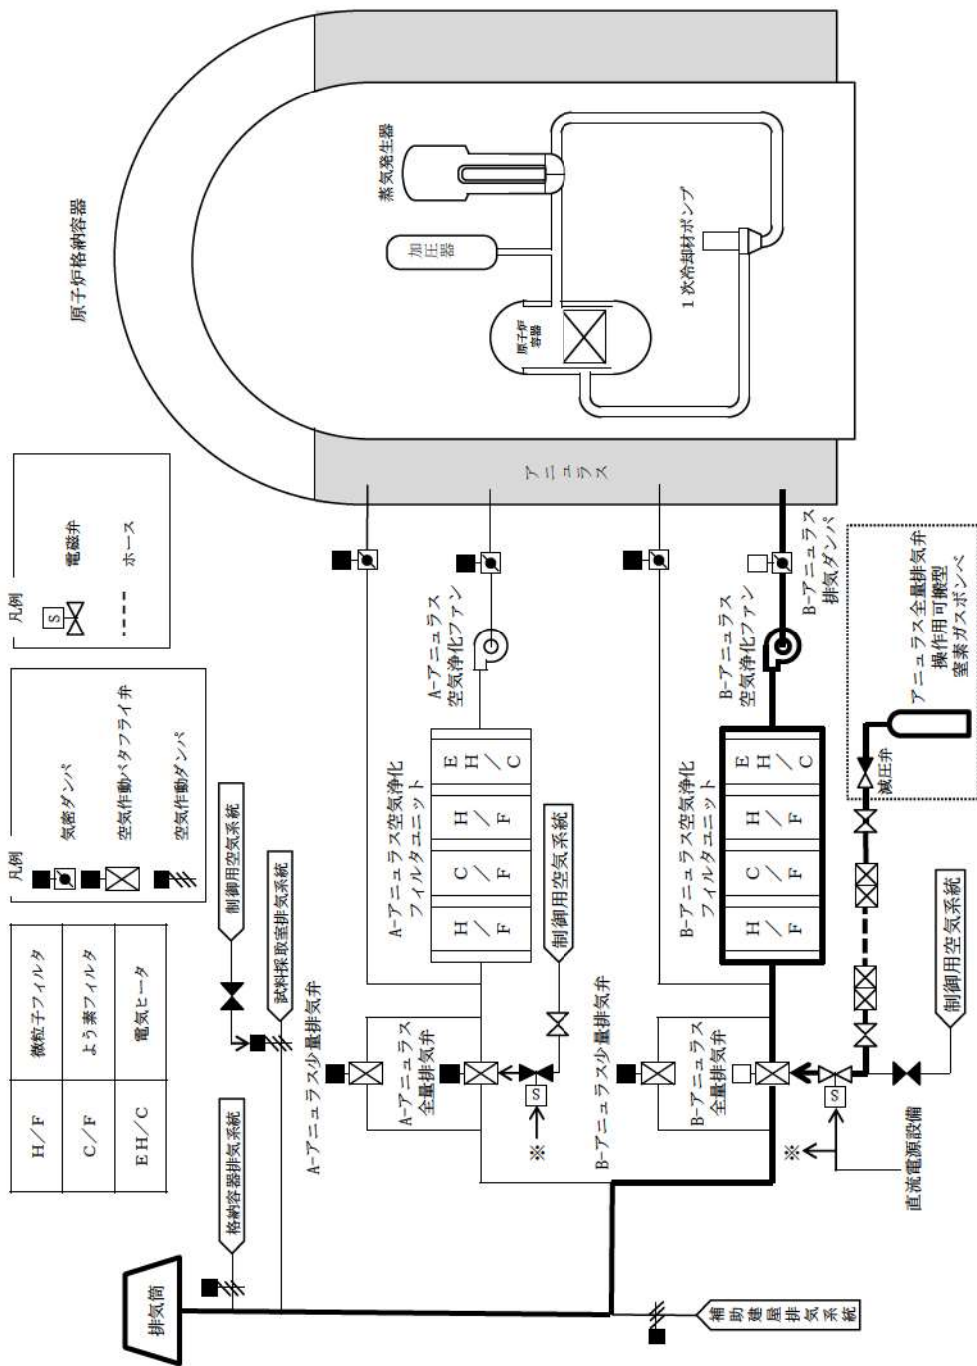 原子炉格納容器
蒸気発生器
加圧器
原子炉
容器
1次冷却材ポンプ
アニュラス
凡例
電磁弁
S
ホース
凡例
気密ダンパ
空気作動バタフライ弁
空気作動ダンパ
H/F
微粒子フィルタ
C/F
よう素フィルタ
EH/C
電気ヒータ
排気筒
格納容器排気系統
制御用空気系統
試料採取室排気系統
A-アニュラス少量排気弁
A-アニュラス
全量排気弁
S
※
制御用空気系統
A-アニュラス空気浄化
フィルタユニット
H/F
C/F
H/F
EH/C
A-アニュラス
空気浄化ファン
B-アニュラス少量排気弁
B-アニュラス
全量排気弁
S
※
直流電源設備
B-アニュラス空気浄化
フィルタユニット
H/F
C/F
H/F
EH/C
B-アニュラス
空気浄化ファン
B-アニュラス
排気ダンパ
減圧弁
アニュラス全量排気弁
操作用可搬型
窒素ガスボンベ
制御用空気系統
補助建屋排気系統